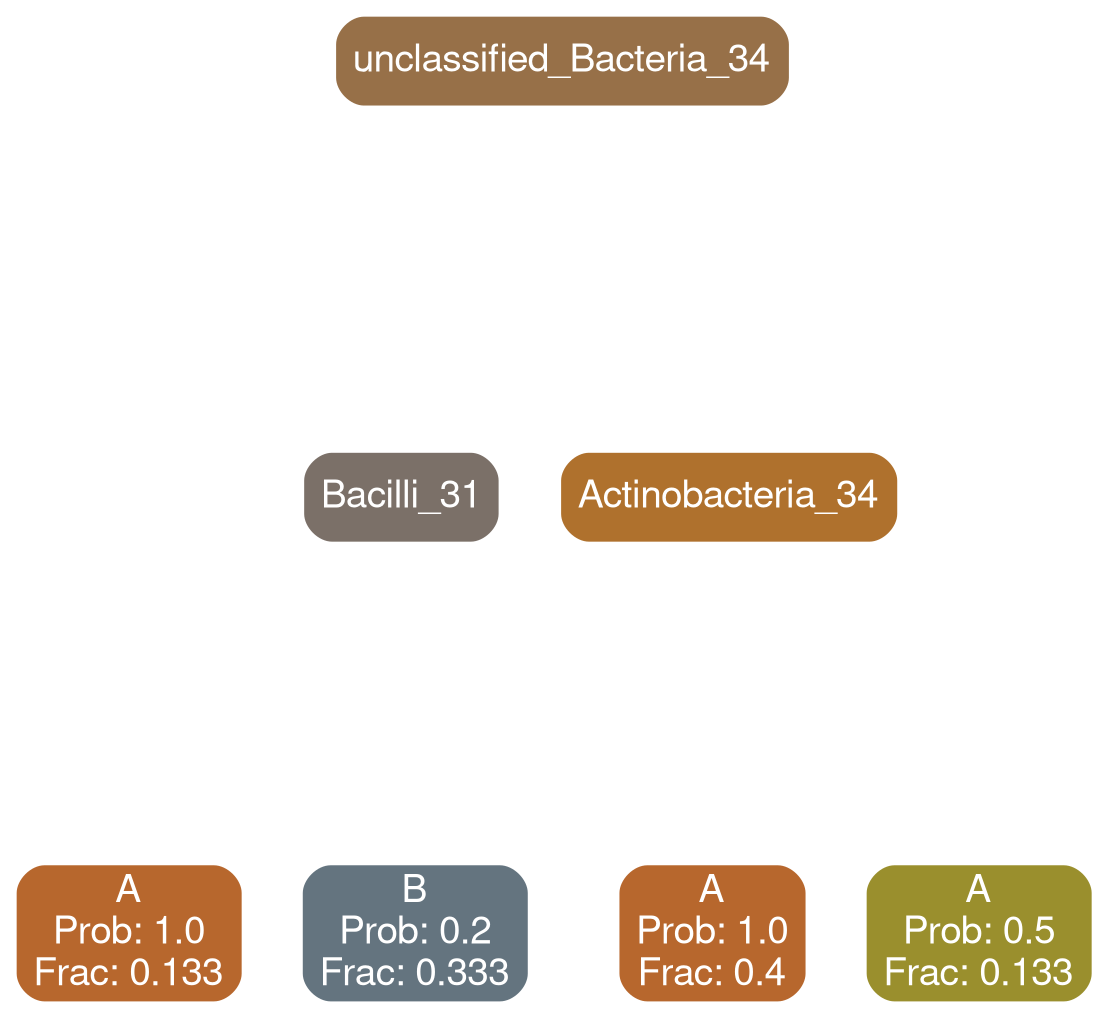 unclassified_Bacteria_34
Bacilli_31
Actinobacteria_34
A
Prob: 1.0
Frac: 0.133
B
Prob: 0.2
Frac: 0.333
A
Prob: 1.0
Frac: 0.4
A
Prob: 0.5
Frac: 0.133